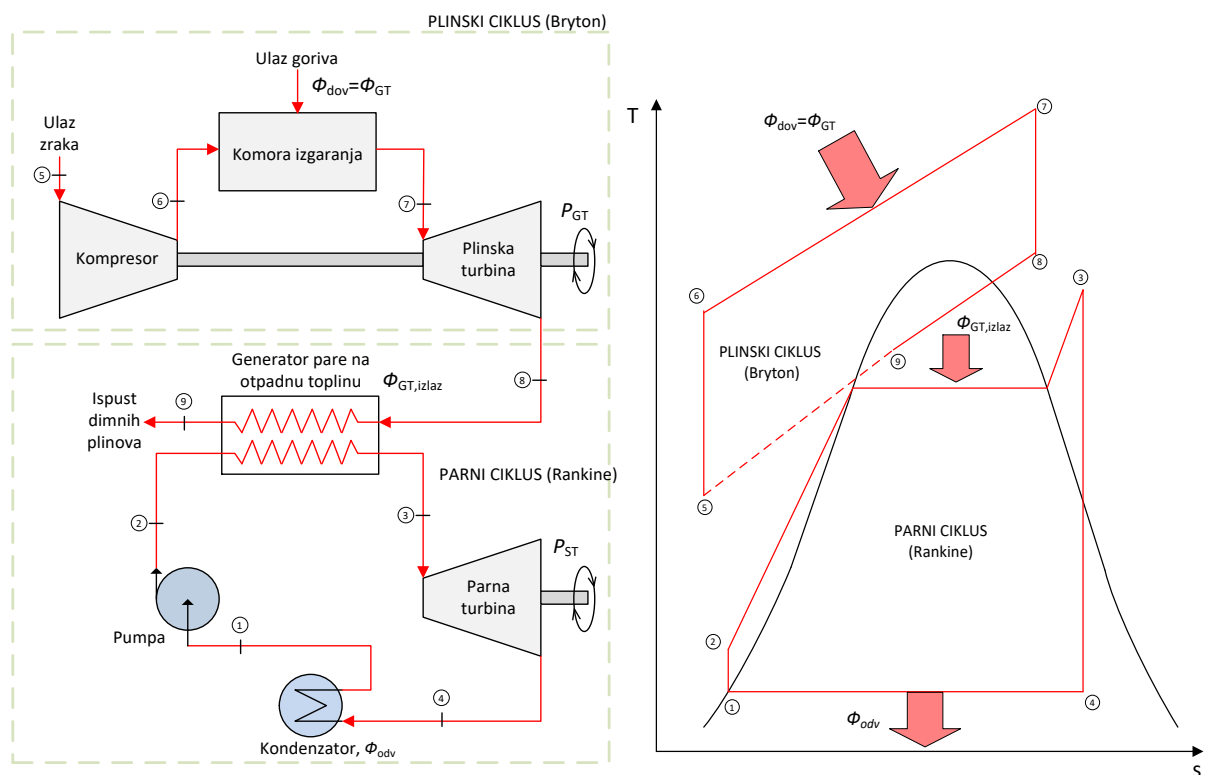 PLINSKI CIKLUS (Bryton)
Ulaz goriva
Φdov=ΦGT
Ulaz
zraka
5
6
Komora izgaranja
7
Kompresor
Plinska
turbina
PGT
8
Generator pare na
otpadnu toplinu
ΦGT,izlaz
9
Ispust
dimnih
plinova
PARNI CIKLUS (Rankine)
2
3
PST
Parna
turbina
Pumpa
1
4
Kondenzator, Φodv
T
Φdov=ΦGT
7
6
8
3
ΦGT,izlaz
9
PLINSKI CIKLUS
(Bryton)
5
PARNI CIKLUS
(Rankine)
2
1
4
Φodv
s